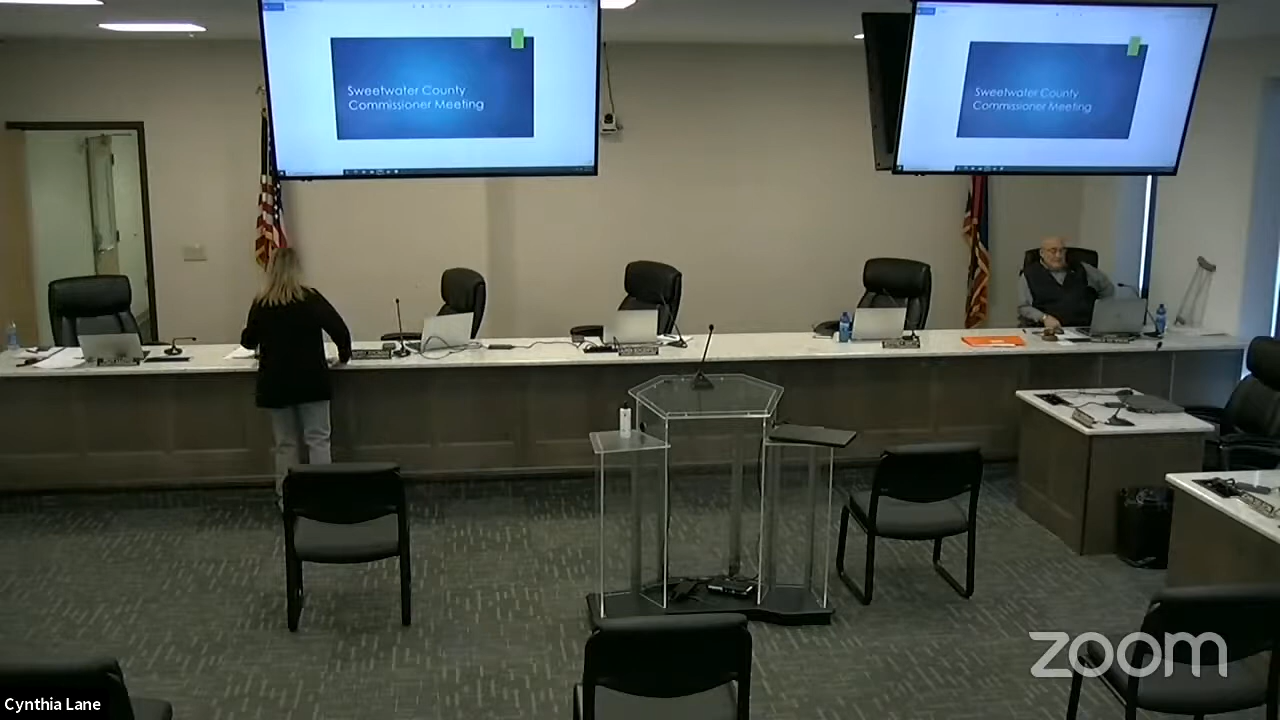 Sweetwater County
Commissioner Meeting
Sweetwater County
Commissioner Meeting
zoom
Cynthia Lane